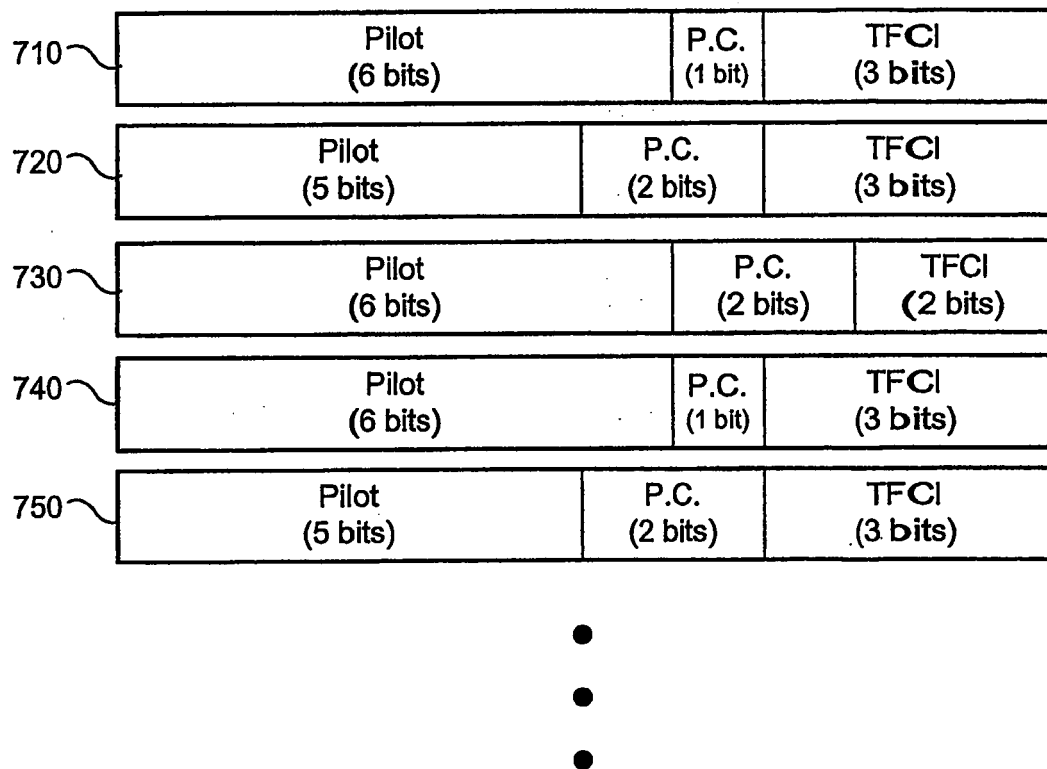 710
Pilot
(6 bits)
P.C.
(1 bit)
TFCI
(3 bits)
720
Pilot
(5 bits)
P.C.
(2 bits)
TFCI
(3 bits)
730
Pilot
(6 bits)
P.C.
(2 bits)
TFCI
(2 bits)
740
Pilot
(6 bits)
P.C.
(1 bit)
TFCI
(3 bits)
750
Pilot
(5 bits)
P.C.
(2 bits)
TFCI
(3 bits)